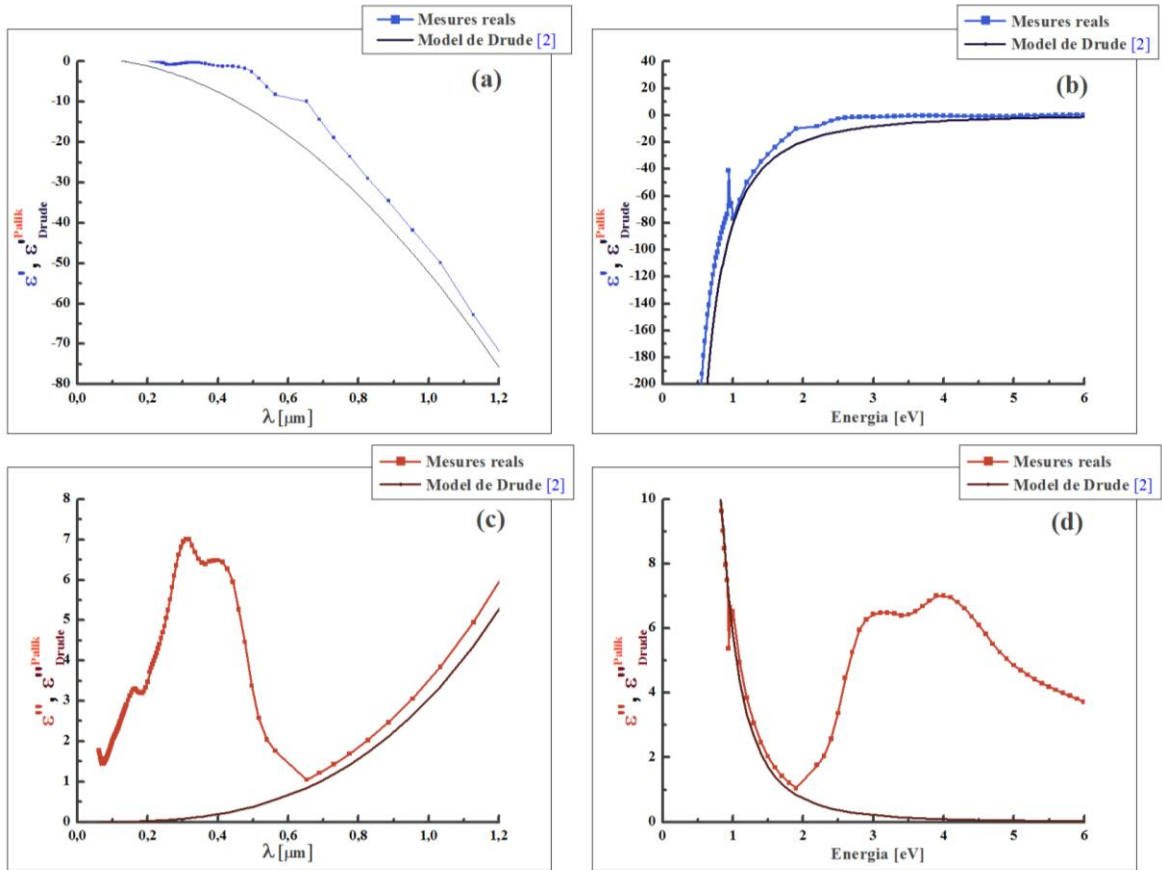 Mesures reals
Model de Drude [2]
(a)
0
-10
-20
-30
-40
-50
-60
-70
-80
0,0 0,2 0,4 0,6 0,8 1,0 1,2
λ [μm]
ε', ε'Palik Drude
Mesures reals
Model de Drude [2]
(b)
40
20
0
-20
-40
-60
-80
-100
-120
-140
-160
-180
-200
0 1 2 3 4 5 6
Energia [eV]
ε', ε'Palik Drude
Mesures reals
Model de Drude [2]
(c)
8
7
6
5
4
3
2
1
0
0,0 0,2 0,4 0,6 0,8 1,0 1,2
λ [μm]
ε'', ε''Palik Drude
Mesures reals
Model de Drude [2]
(d)
10
8
6
4
2
0
0 1 2 3 4 5 6
Energia [eV]
ε'', ε''Palik Drude